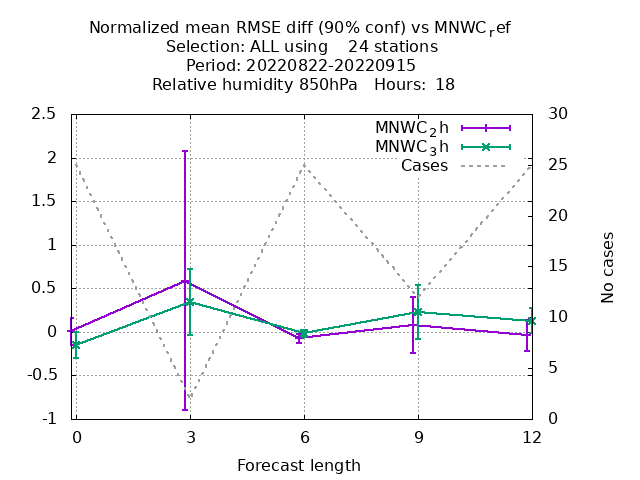 Normalized mean RMSE diff (90% conf) vs MNWC_ref
Selection: ALL using    24 stations
Period: 20220822-20220915
Relative humidity 850hPa   Hours:  18
MNWC_2h
MNWC_3h
Cases
2.5
2
1.5
1
0.5
0
-0.5
-1
30
25
20
15
10
5
0
No cases
0 3 6 9 12
Forecast length